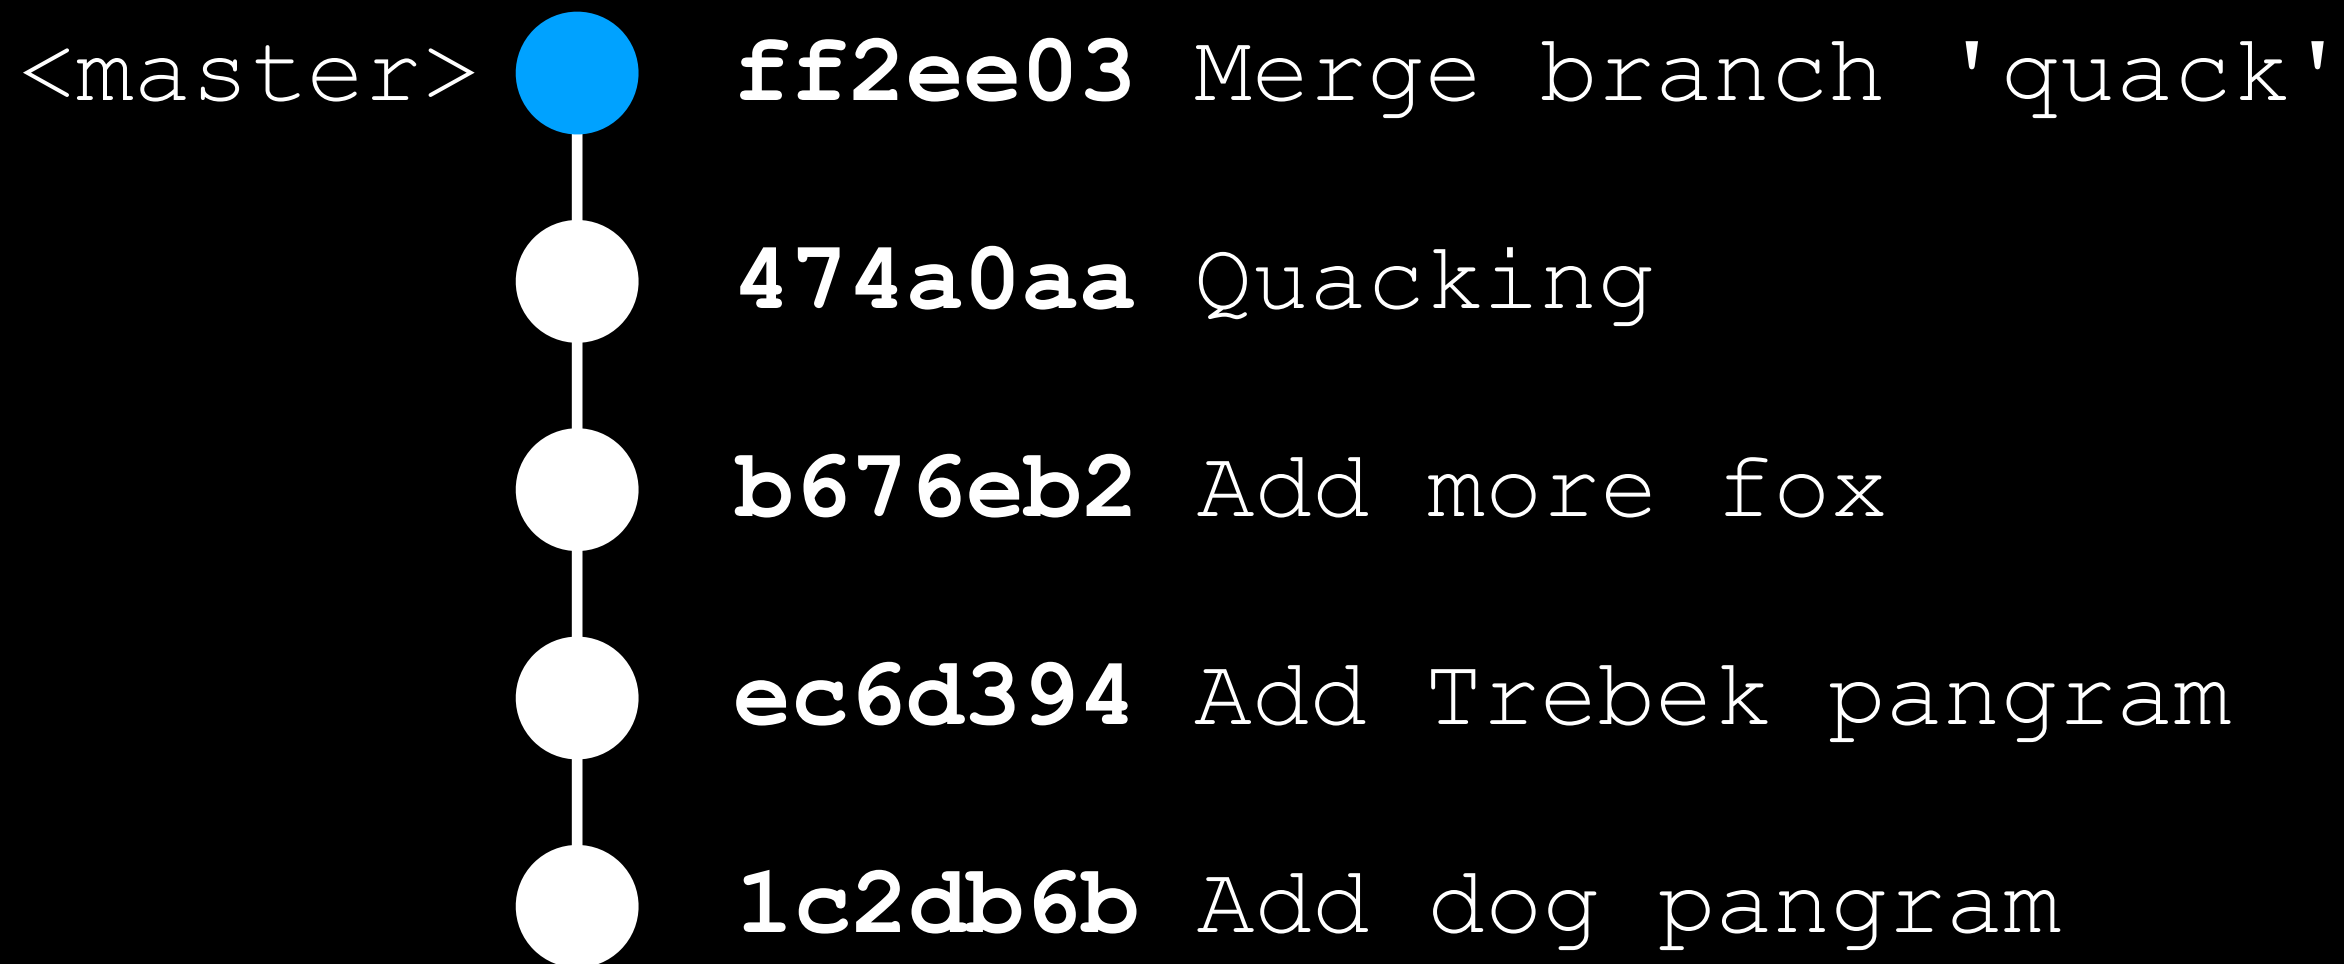 <master> ff2ee03 Merge branch 'quack'
474a0aa Quacking
b676eb2 Add more fox
ec6d394 Add Trebek pangram
1c2db6b Add dog pangram